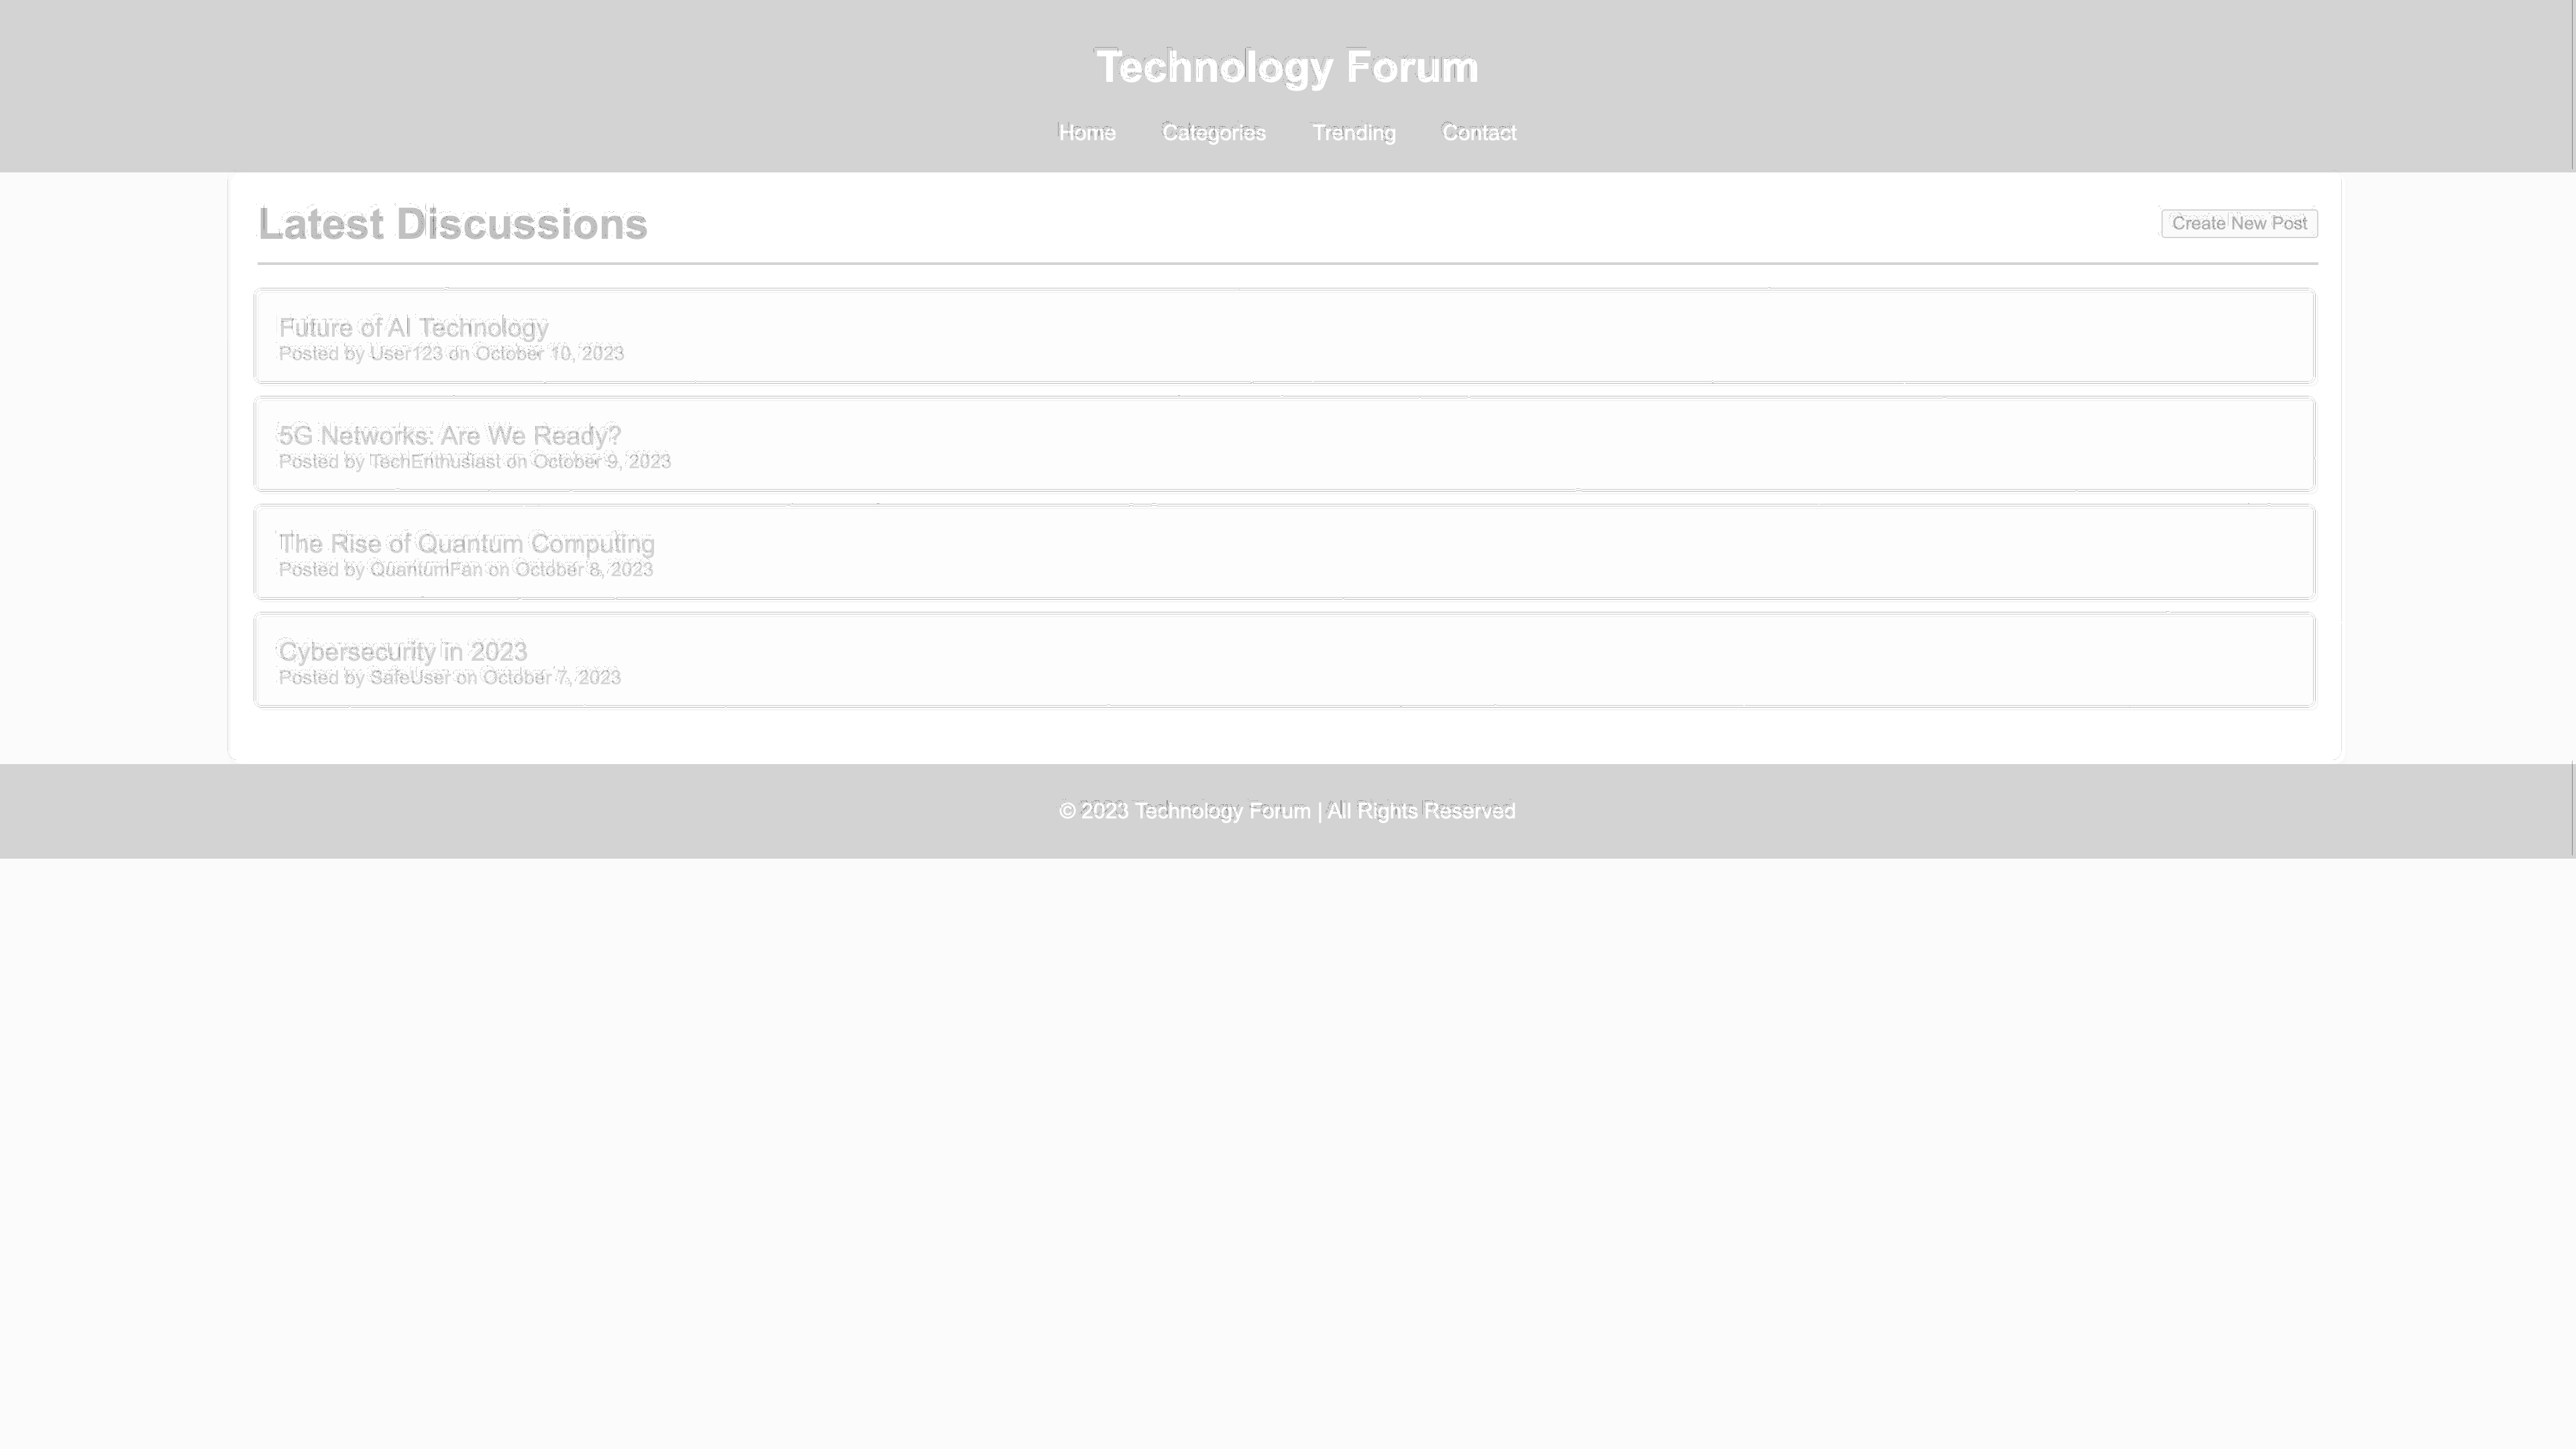 Technology Forum
Home Categories Trending Contact
Latest Discussions
Create New Post
Future of AI Technology
Posted by User123 on October 10, 2023
5G Networks: Are We Ready?
Posted by TechEnthusiast on October 9, 2023
The Rise of Quantum Computing
Posted by QuantumFan on October 8, 2023
Cybersecurity in 2023
Posted by SafeUser on October 7, 2023
© 2023 Technology Forum | All Rights Reserved